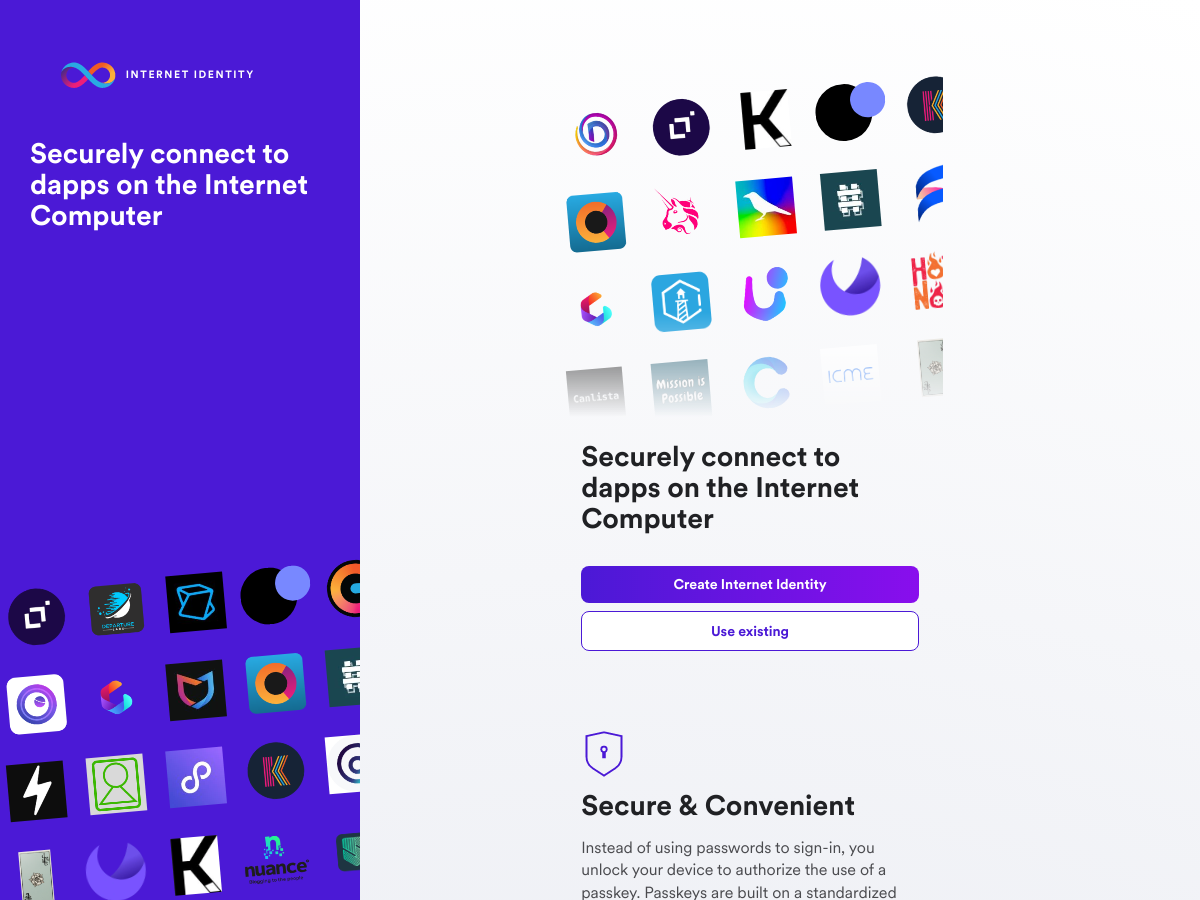 INTERNET IDENTITY
Securely connect to
dapps on the Internet
Computer
DEPARTURE
LABS
nuance
Canlista
Mission is
Possible
ICME
Securely connect to
dapps on the Internet
Computer
Create Internet Identity
Use existing
Secure & Convenient
Instead of using passwords to sign-in, you
unlock your device to authorize the use of a
passkey. Passkeys are built on a standardized